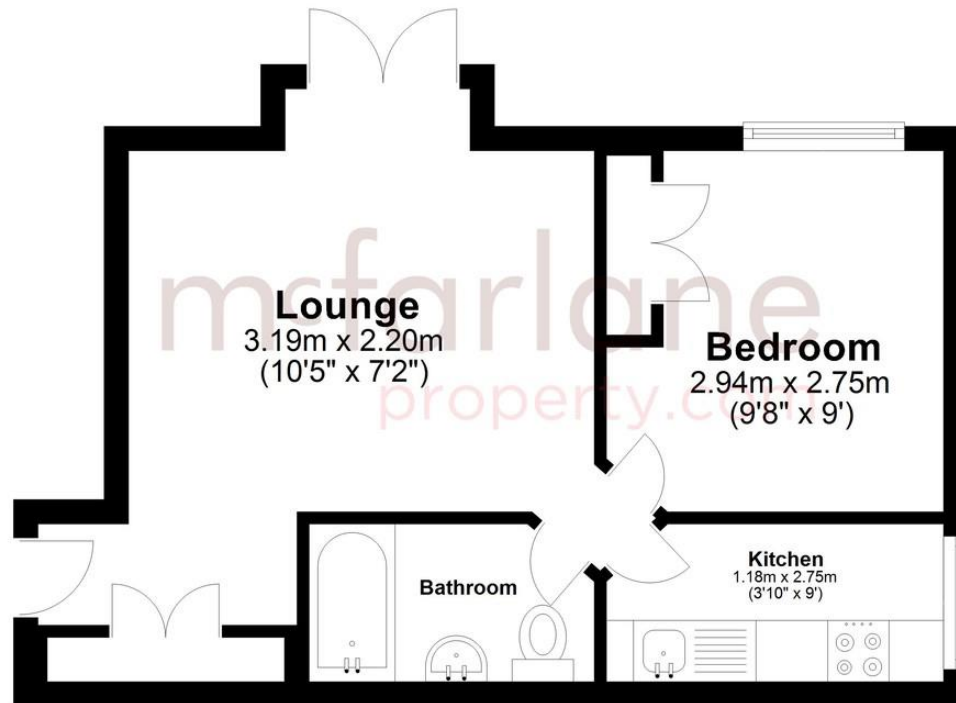 mcfarlane
property.com
Lounge
3.19m x 2.20m
(10'5" x 7'2")
Bedroom
2.94m x 2.75m
(9'8" x 9')
Kitchen
1.18m x 2.75m
(3'10" x 9')
Bathroom